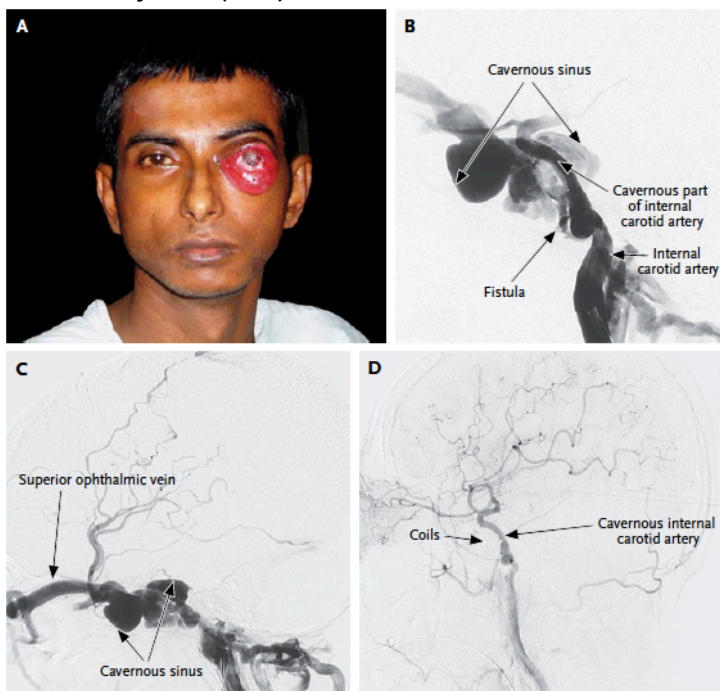 A
B
Cavernous sinus
Cavernous part
of internal
carotid artery
Internal
carotid artery
Fistula
C
Superior ophthalmic vein
Cavernous sinus
D
Coils
Cavernous internal
carotid artery